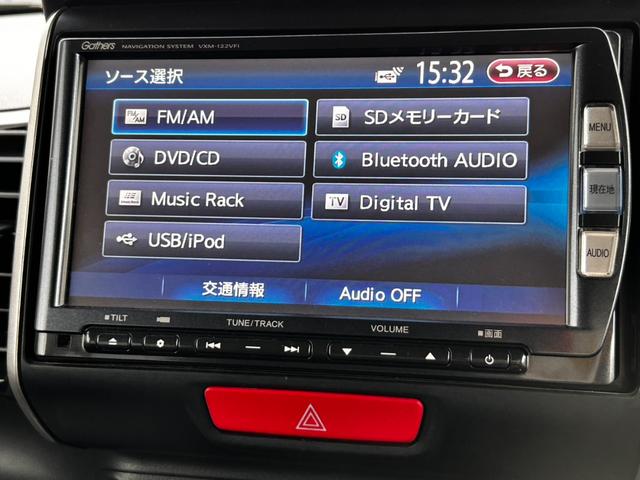 Gathers NAVIGATION SYSTEM VXM-122VFi
ソース選択 15:32 戻る
FM/AM SDメモリーカード
DVD/CD Bluetooth AUDIO
Music Rack Digital TV
USB/iPod
交通情報 Audio OFF
MENU
現在地
AUDIO
TILT TUNE/TRACK VOLUME 画面